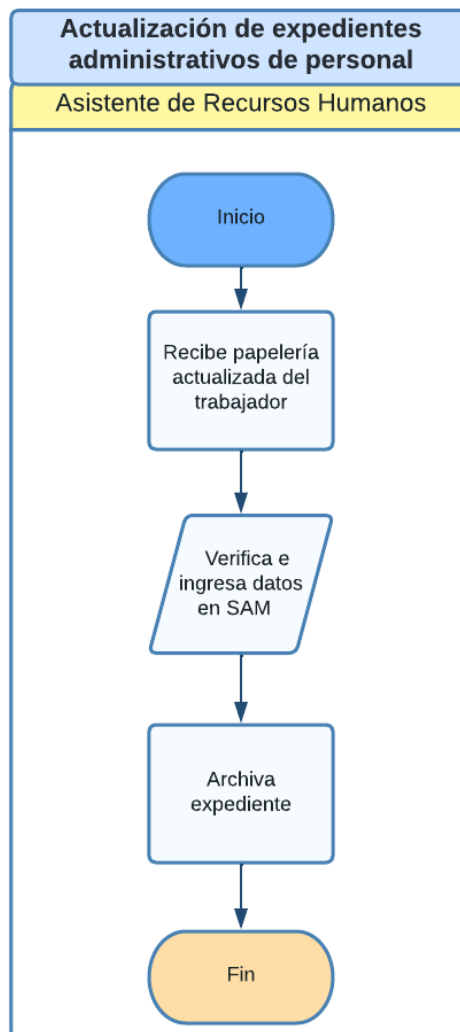 Actualización de expedientes
administrativos de personal
Asistente de Recursos Humanos
Inicio
Recibe papelería
actualizada del
trabajador
Verifica e
ingresa datos
en SAM
Archiva
expediente
Fin